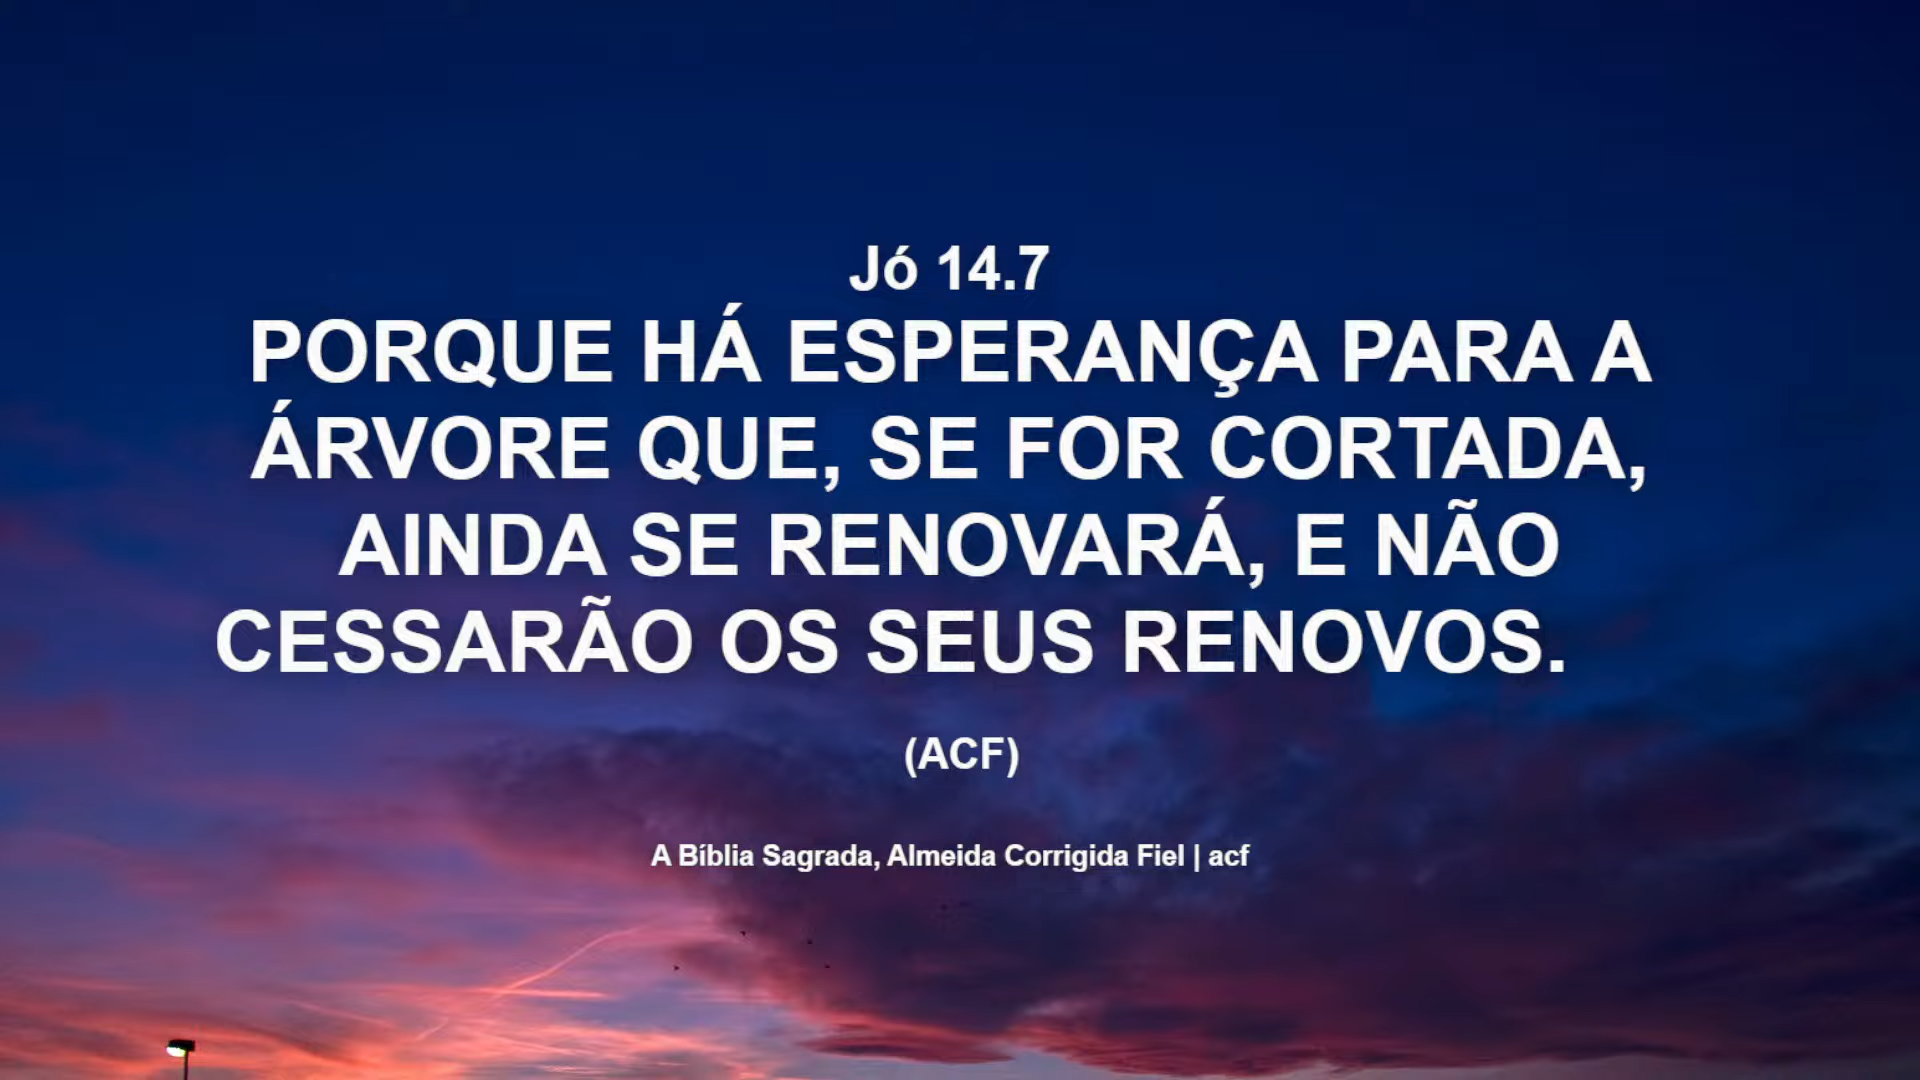 Jó 14.7
PORQUE HÁ ESPERANÇA PARA A
ÁRVORE QUE, SE FOR CORTADA,
AINDA SE RENOVARÁ, E NÃO
CESSARÃO OS SEUS RENOVOS.
(ACF)
A Bíblia Sagrada, Almeida Corrigida Fiel | acf